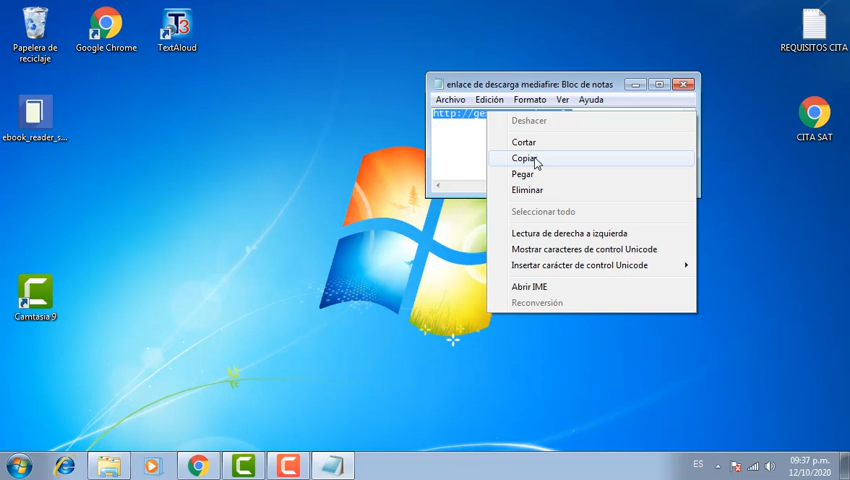 Papelera de
reciclaje
Google Chrome
TextAloud
REQUISITOS CITA
ebook_reader_s...
CITA SAT
Camtasia 9
enlace de descarga mediafire: Bloc de notas
Archivo Edición Formato Ver Ayuda
Deshacer
Cortar
Copiar
Pegar
Eliminar
Seleccionar todo
Lectura de derecha a izquierda
Mostrar caracteres de control Unicode
Insertar carácter de control Unicode
Abrir IME
Reconversión
ES
09:37 p.m.
12/10/2020